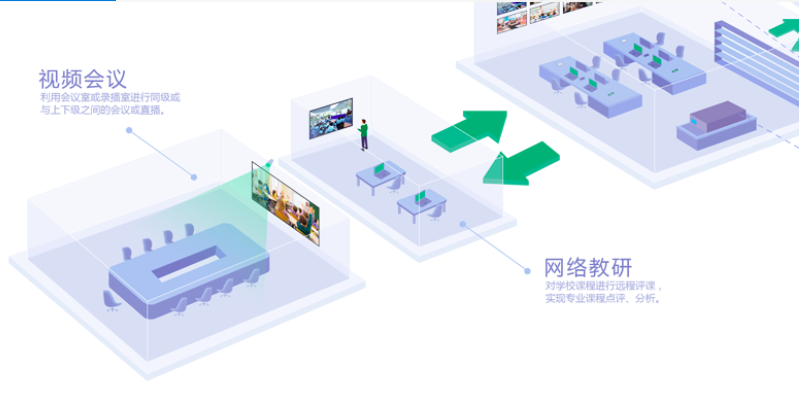 视频会议
利用会议室或录播室进行同级或
与上下级之间的会议或直播。
网络教研
对学校课程进行远程评课，
实现专业课程点评、分析。